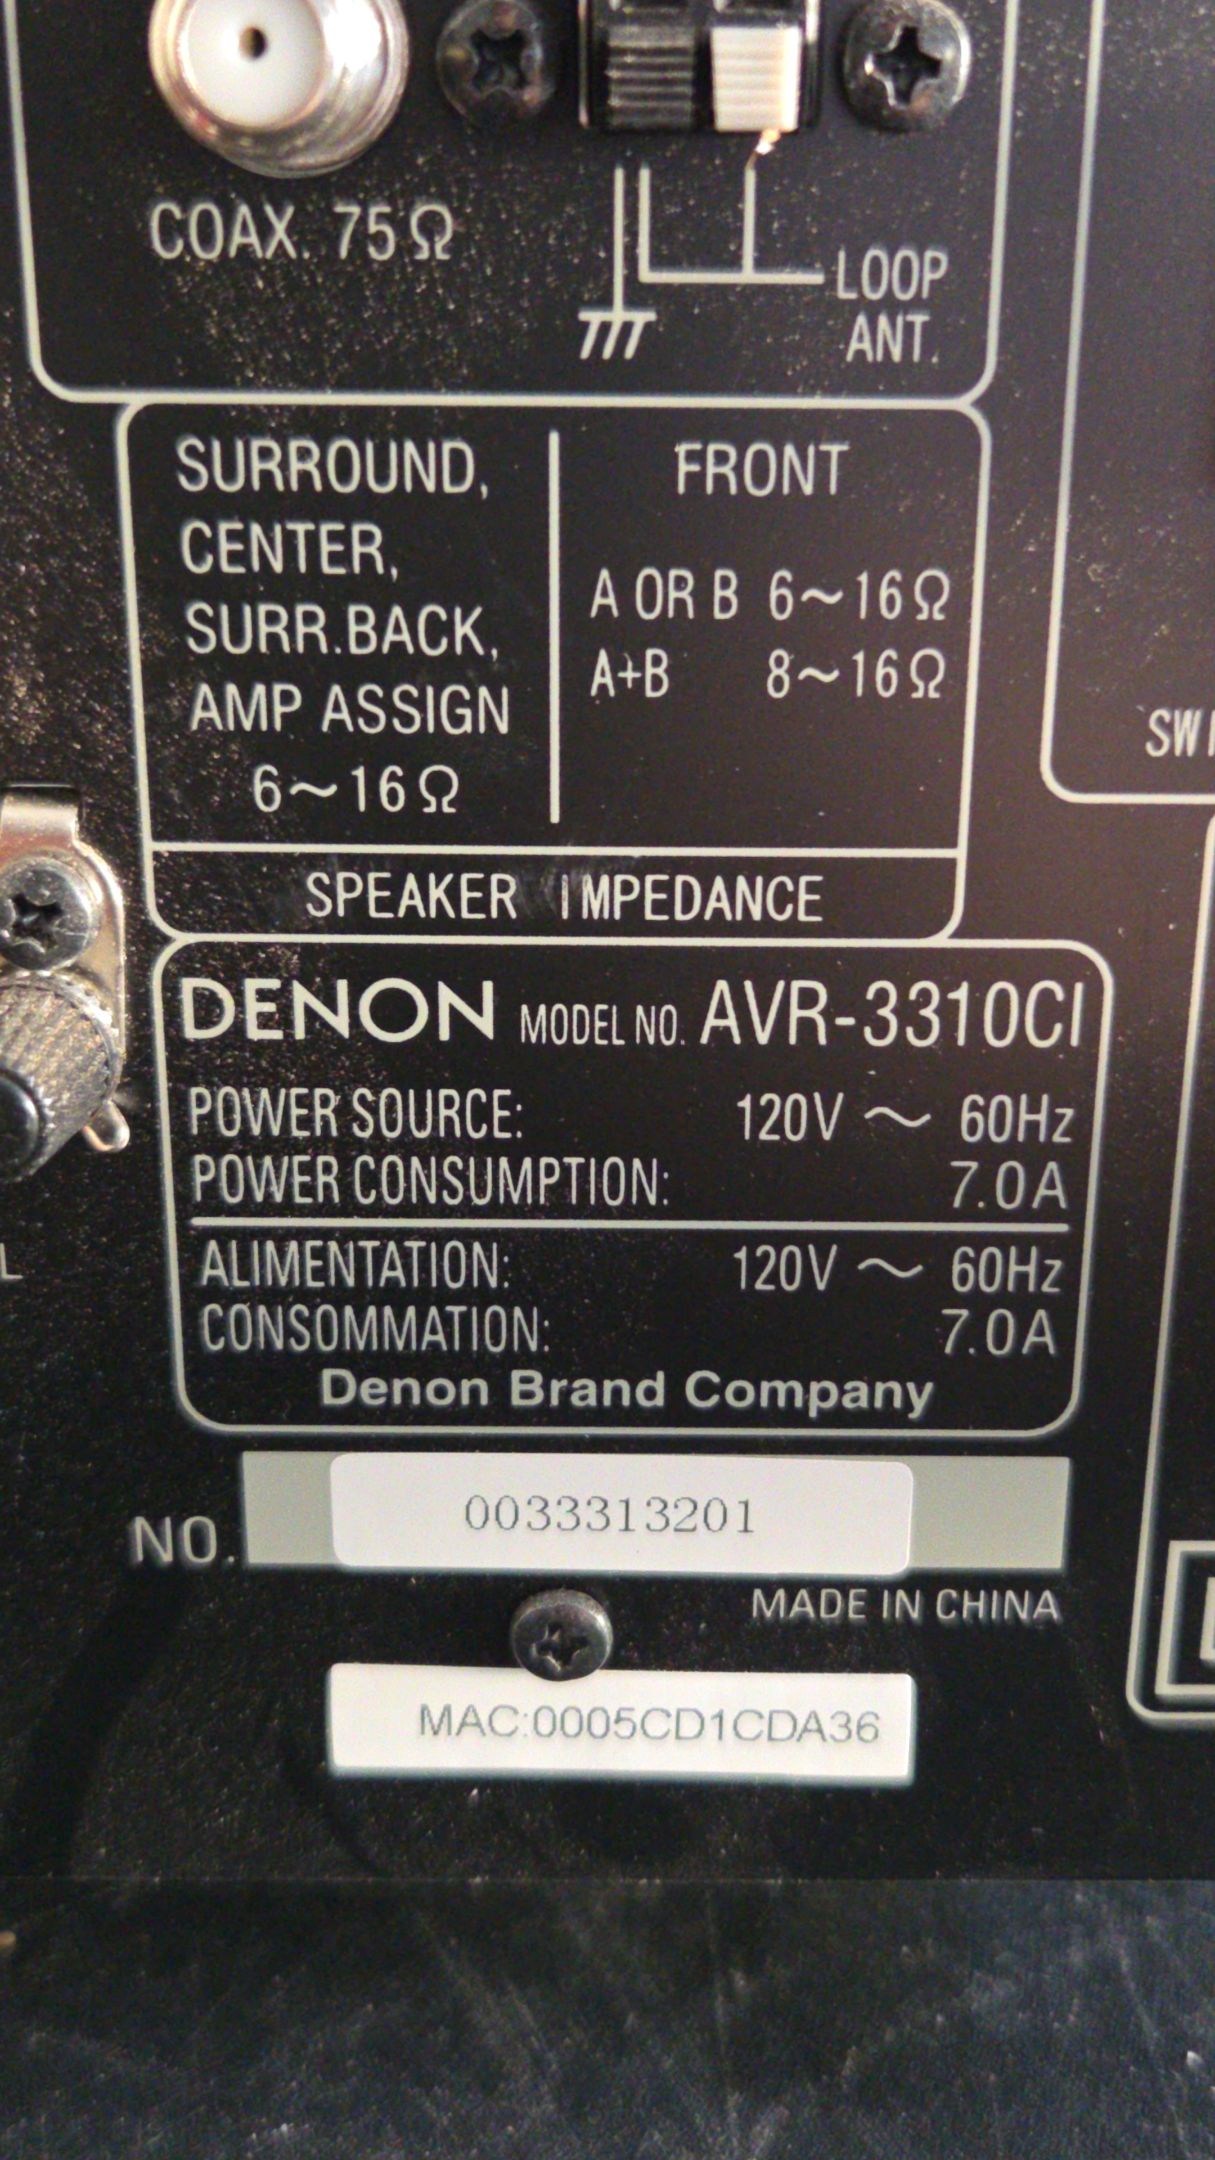 COAX. 75Ω
LOOP
ANT.
SURROUND,
CENTER,
SURR.BACK,
AMP ASSIGN
6~16Ω
FRONT
A OR B 6~16Ω
A+B 8~16Ω
SPEAKER IMPEDANCE
DENON MODEL NO. AVR-3310CI
POWER SOURCE: 120V ~ 60Hz
POWER CONSUMPTION: 7.0A
ALIMENTATION: 120V ~ 60Hz
CONSOMMATION: 7.0A
Denon Brand Company
NO. 0033313201
MADE IN CHINA
MAC:0005CD1CDA36